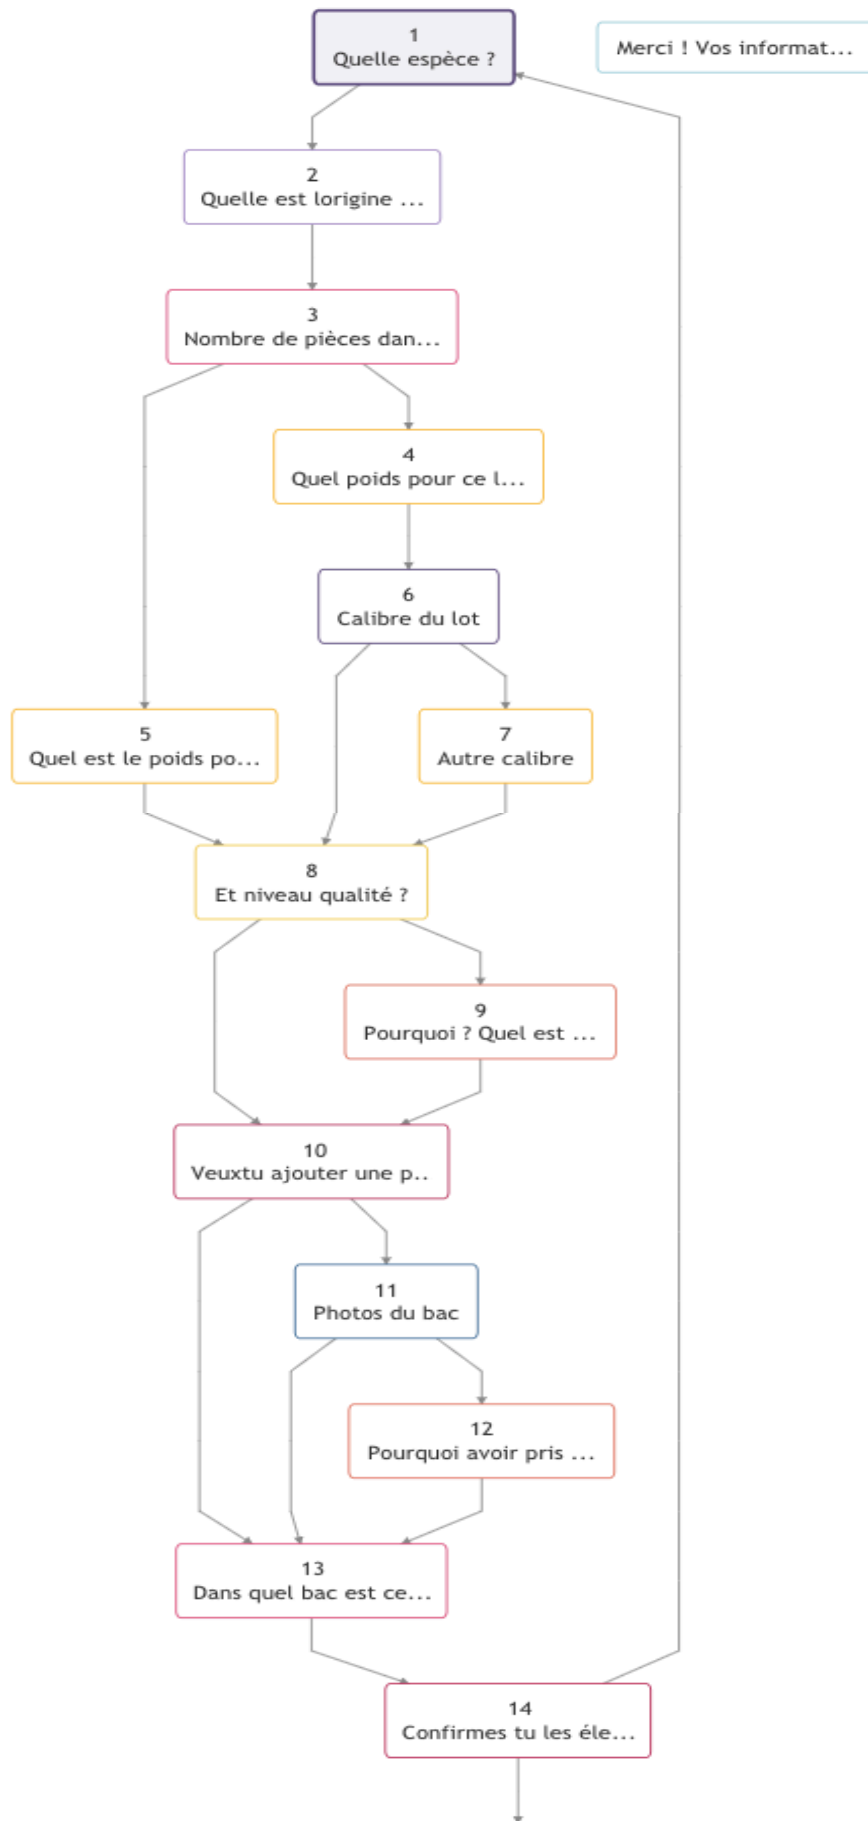 1
Quelle espèce ?
Merci ! Vos informat...
2
Quelle est lorigine ...
3
Nombre de pièces dan...
4
Quel poids pour ce l...
6
Calibre du lot
5
Quel est le poids po...
7
Autre calibre
8
Et niveau qualité ?
9
Pourquoi ? Quel est ...
10
Veuxtu ajouter une p..
11
Photos du bac
12
Pourquoi avoir pris ...
13
Dans quel bac est ce...
14
Confirmes tu les éle...